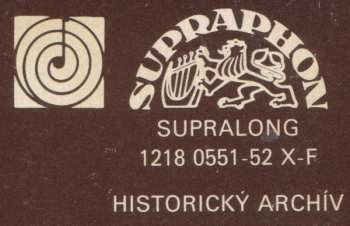 SUPRAPHON
SUPRALONG
1218 0551-52 X-F
HISTORICKÝ ARCHÍV